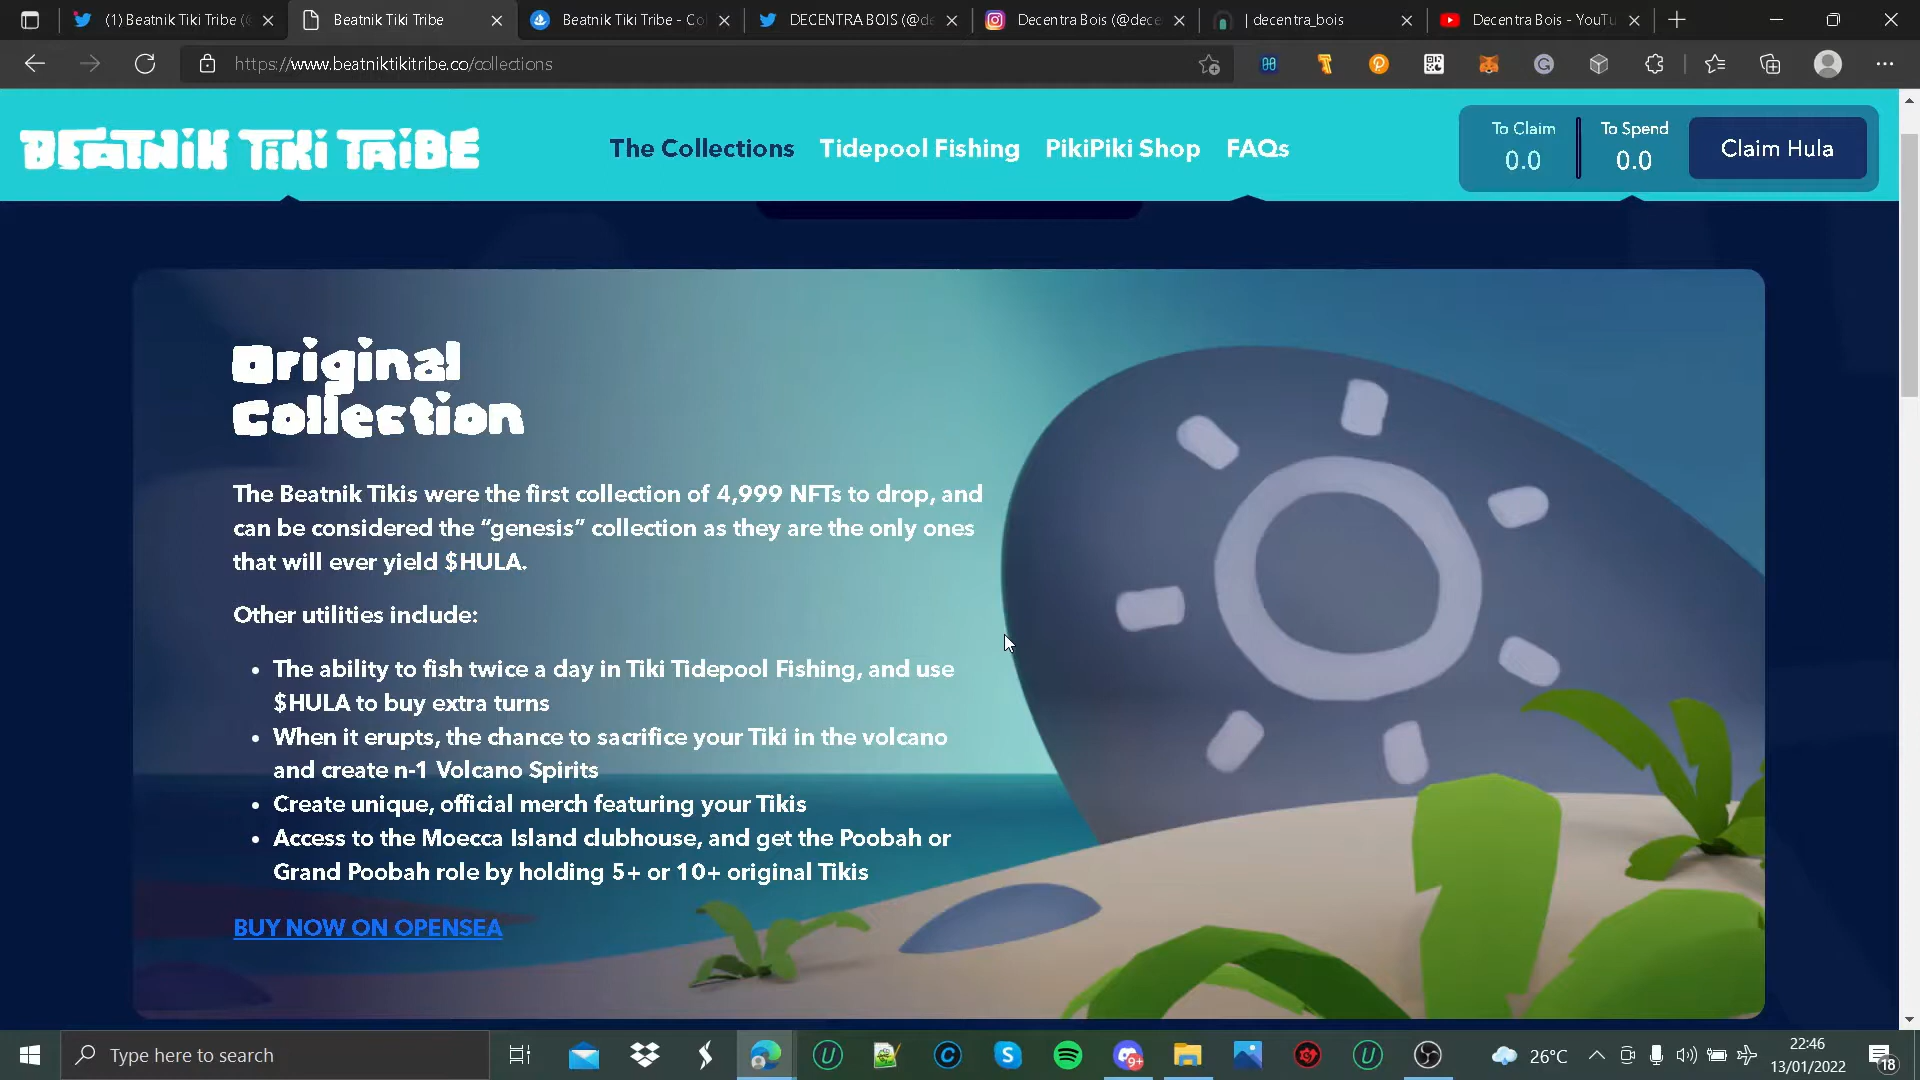 (1) Beatnik Tiki Tribe (@
Beatnik Tiki Tribe
Beatnik Tiki Tribe - Co
DECENTRA BOIS (@de
Decentra Bois (@dece
| decentra_bois
Decentra Bois - YouTu
https://www.beatniktikitribe.co/collections
BEATNIK TIKI TRIBE
The Collections
Tidepool Fishing
PikiPiki Shop
FAQs
To Claim
0.0
To Spend
0.0
Claim Hula
Original
Collection
The Beatnik Tikis were the first collection of 4,999 NFTs to drop, and
can be considered the “genesis” collection as they are the only ones
that will ever yield $HULA.
Other utilities include:
• The ability to fish twice a day in Tiki Tidepool Fishing, and use
$HULA to buy extra turns
• When it erupts, the chance to sacrifice your Tiki in the volcano
and create n-1 Volcano Spirits
• Create unique, official merch featuring your Tikis
• Access to the Moecca Island clubhouse, and get the Poobah or
Grand Poobah role by holding 5+ or 10+ original Tikis
BUY NOW ON OPENSEA
Type here to search
9+
26°C
22:46
13/01/2022
18